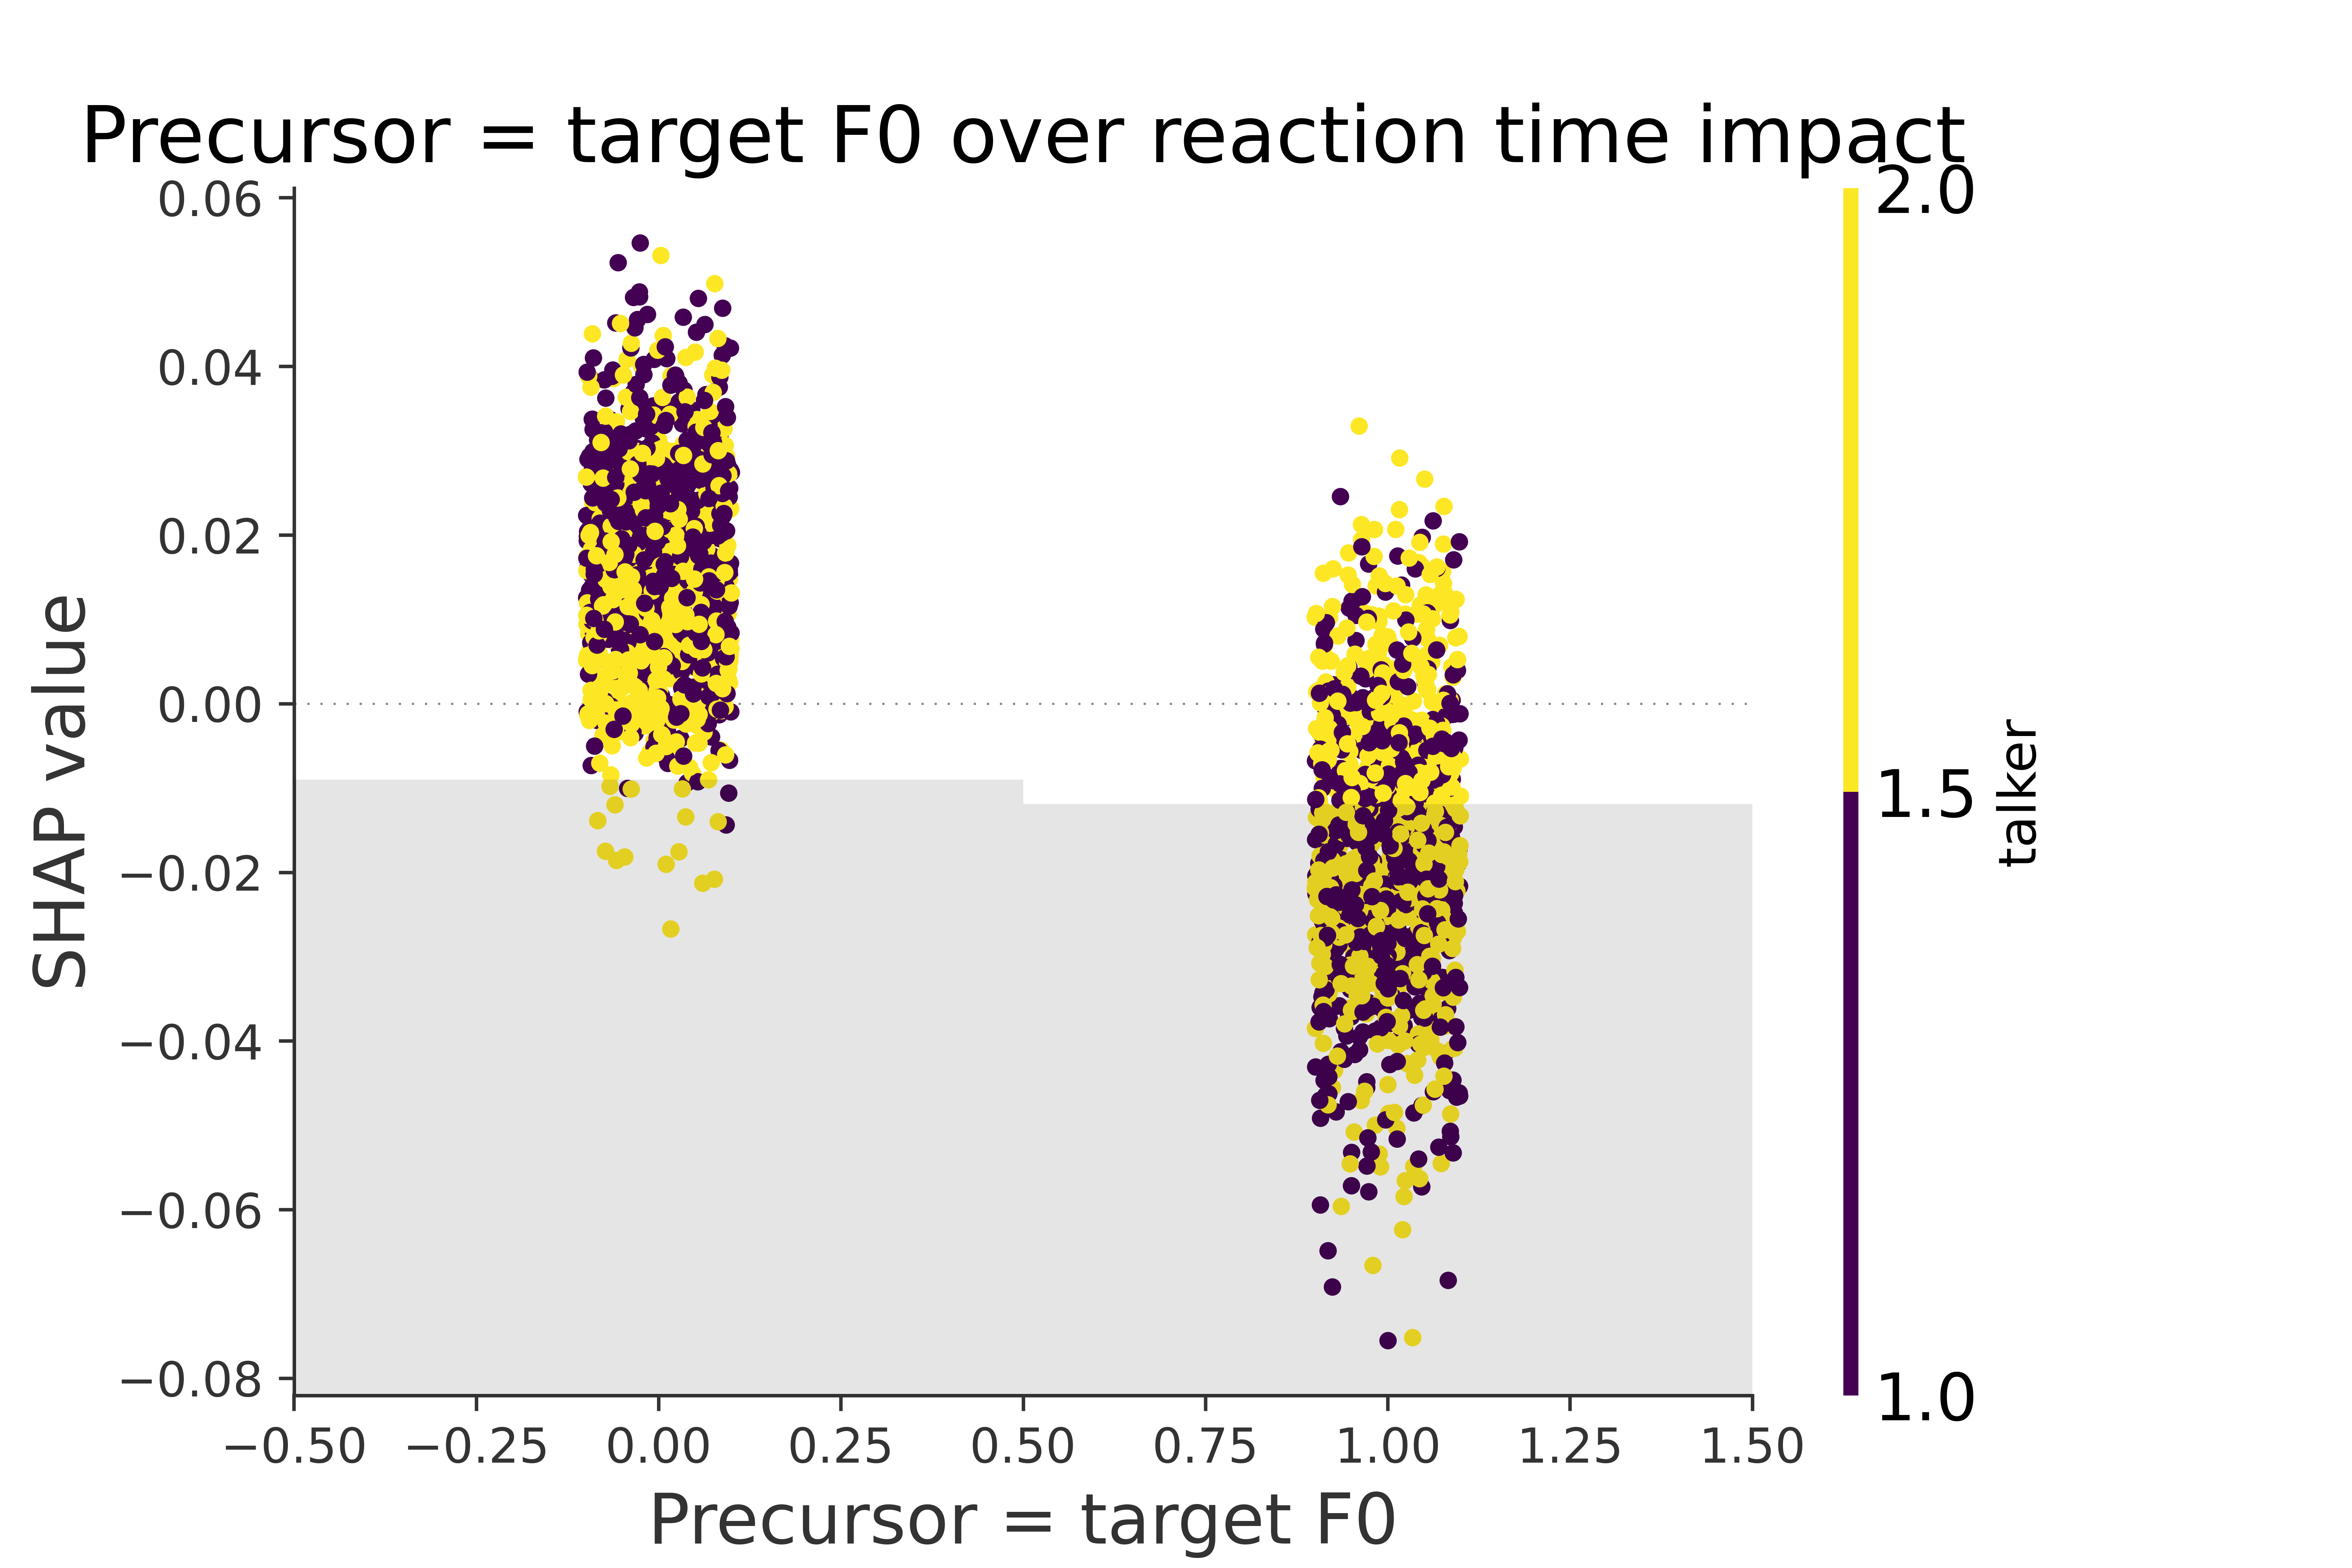 Precursor = target F0 over reaction time impact
SHAP value
0.06
0.04
0.02
0.00
−0.02
−0.04
−0.06
−0.08
−0.50 −0.25 0.00 0.25 0.50 0.75 1.00 1.25 1.50
Precursor = target F0
2.0
1.5
1.0
talker